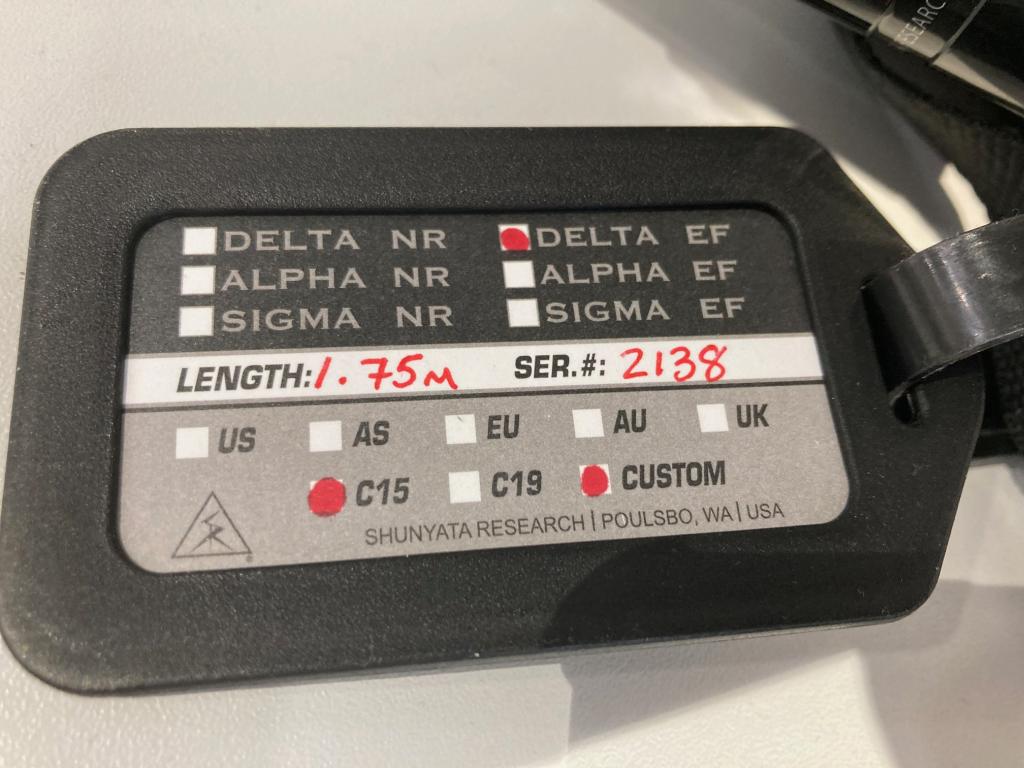 ESEARC
DELTA NR DELTA EF
ALPHA NR ALPHA EF
SIGMA NR SIGMA EF
LENGTH: 1.75M SER.#: 2138
US AS EU AU UK
C15 C19 CUSTOM
SHUNYATA RESEARCH | POULSBO, WA | USA